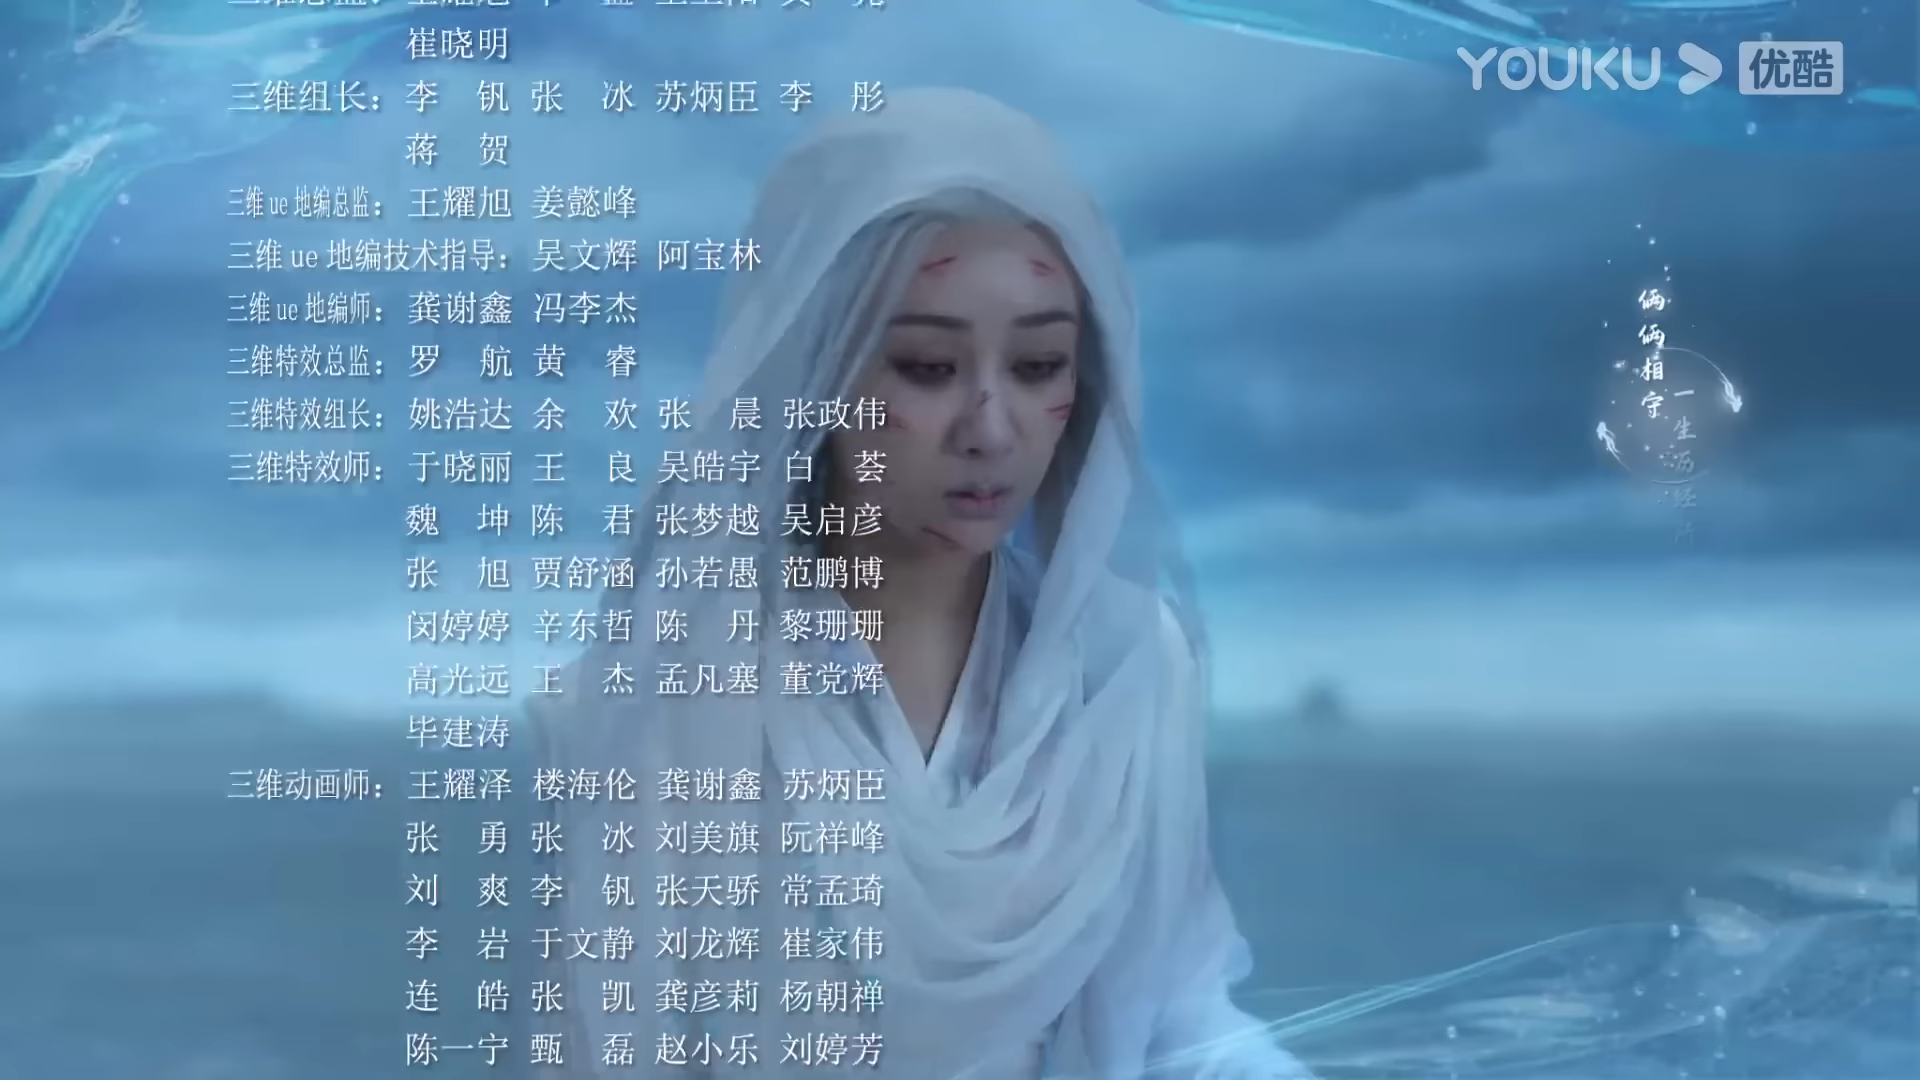 崔晓明
三维组长：李 钒 张 冰 苏炳臣 李 彤
蒋 贺
三维 ue 地编总监：王耀旭 姜懿峰
三维 ue 地编技术指导：吴文辉 阿宝林
三维 ue 地编师：龚谢鑫 冯李杰
三维特效总监：罗 航 黄 睿
三维特效组长：姚浩达 余 欢 张 晨 张政伟
三维特效师：于晓丽 王 良 吴皓宇 白 荟
魏 坤 陈 君 张梦越 吴启彦
张 旭 贾舒涵 孙若愚 范鹏博
闵婷婷 辛东哲 陈 丹 黎珊珊
高光远 王 杰 孟凡塞 董党辉
毕建涛
三维动画师：王耀泽 楼海伦 龚谢鑫 苏炳臣
张 勇 张 冰 刘美旗 阮祥峰
刘 爽 李 钒 张天骄 常孟琦
李 岩 于文静 刘龙辉 崔家伟
连 皓 张 凯 龚彦莉 杨朝禅
陈一宁 甄 磊 赵小乐 刘婷芳
YOUKU 优酷
俩俩相守
一生历经